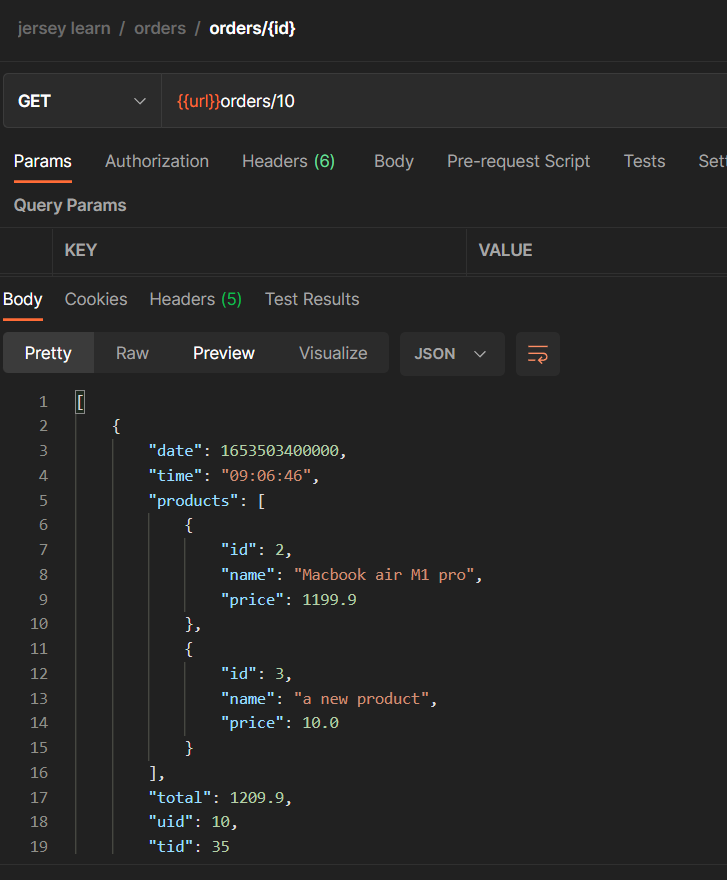 jersey learn / orders / orders/{id}
GET {{url}}orders/10
Params Authorization Headers (6) Body Pre-request Script Tests Sett
Query Params
KEY VALUE
Body Cookies Headers (5) Test Results
Pretty Raw Preview Visualize JSON
1 [
2 {
3 "date": 1653503400000,
4 "time": "09:06:46",
5 "products": [
6 {
7 "id": 2,
8 "name": "Macbook air M1 pro",
9 "price": 1199.9
10 },
11 {
12 "id": 3,
13 "name": "a new product",
14 "price": 10.0
15 }
16 ],
17 "total": 1209.9,
18 "uid": 10,
19 "tid": 35